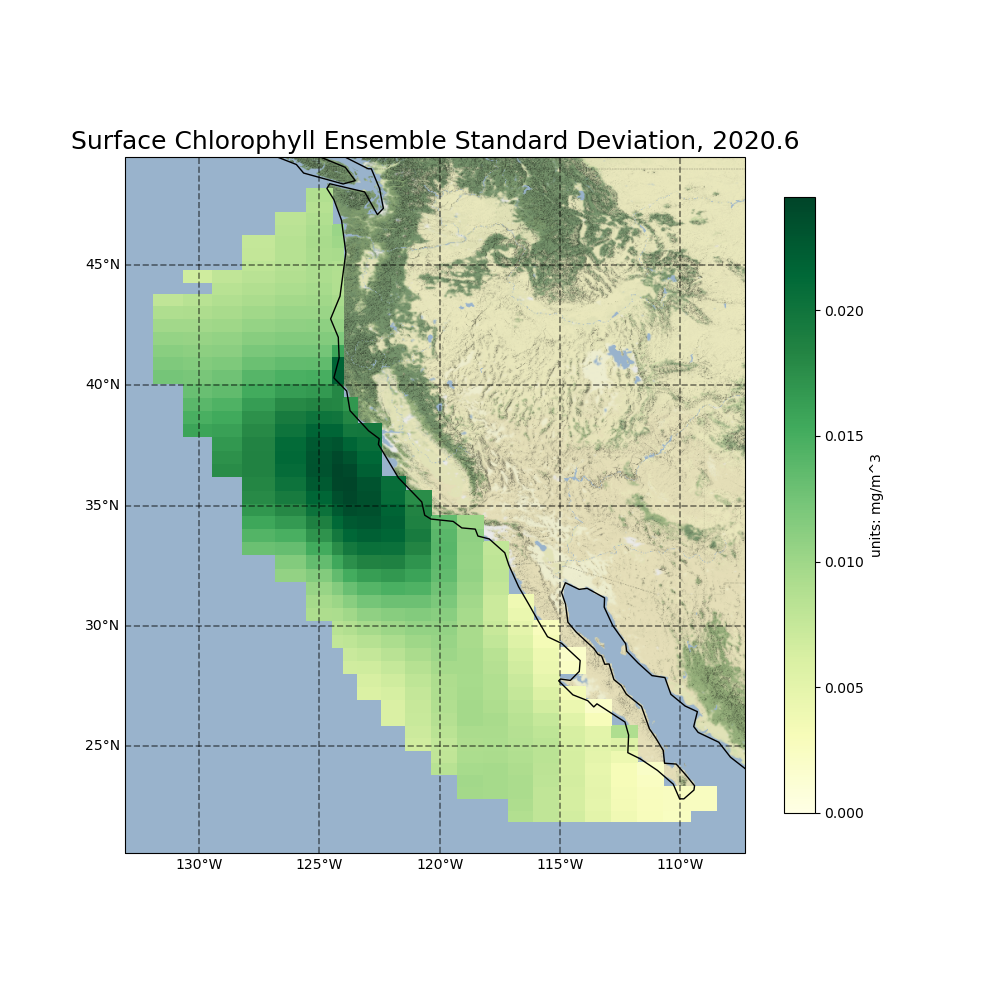 Surface Chlorophyll Ensemble Standard Deviation, 2020.6
45°N
40°N
35°N
30°N
25°N
130°W 125°W 120°W 115°W 110°W
0.020
0.015
0.010
0.005
0.000
units: mg/m^3